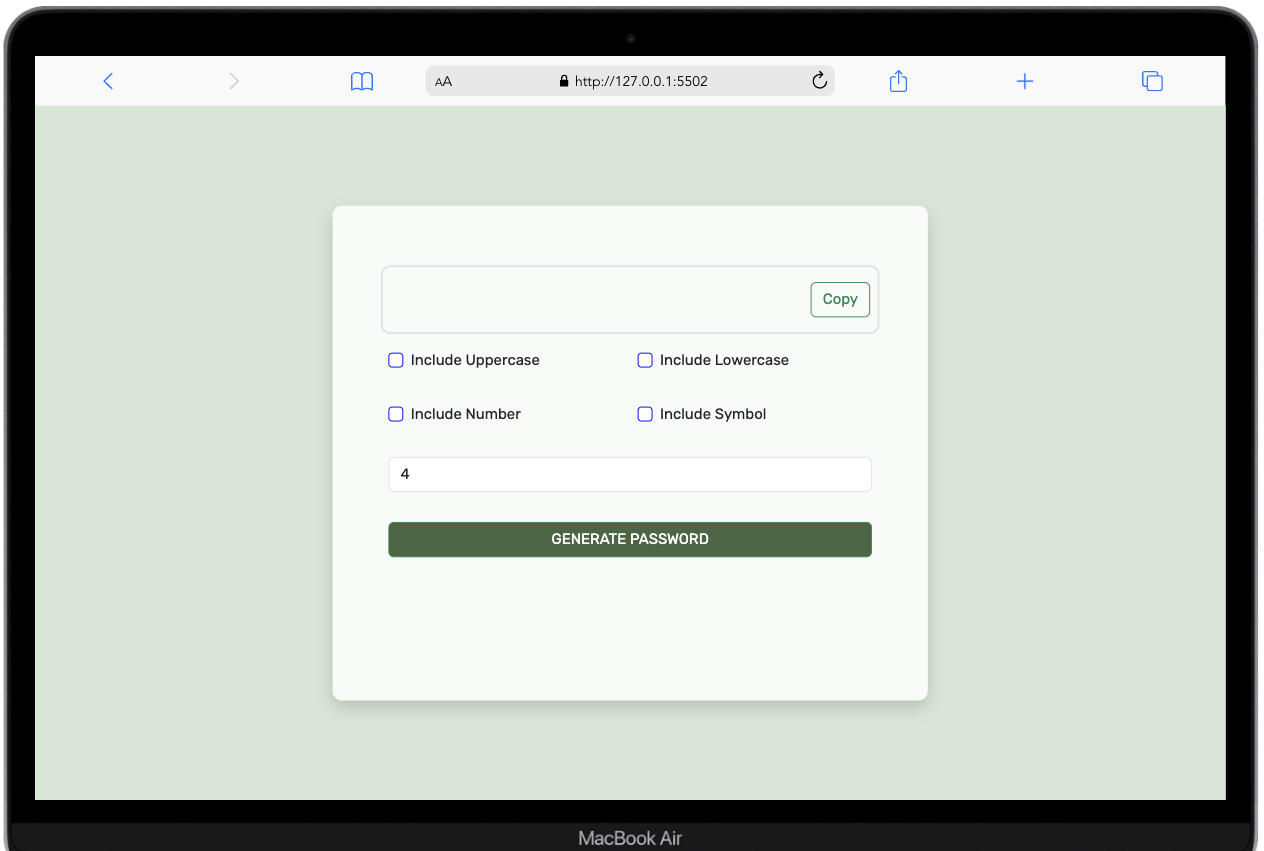 AA http://127.0.0.1:5502
Copy
Include Uppercase Include Lowercase
Include Number Include Symbol
4
GENERATE PASSWORD
MacBook Air